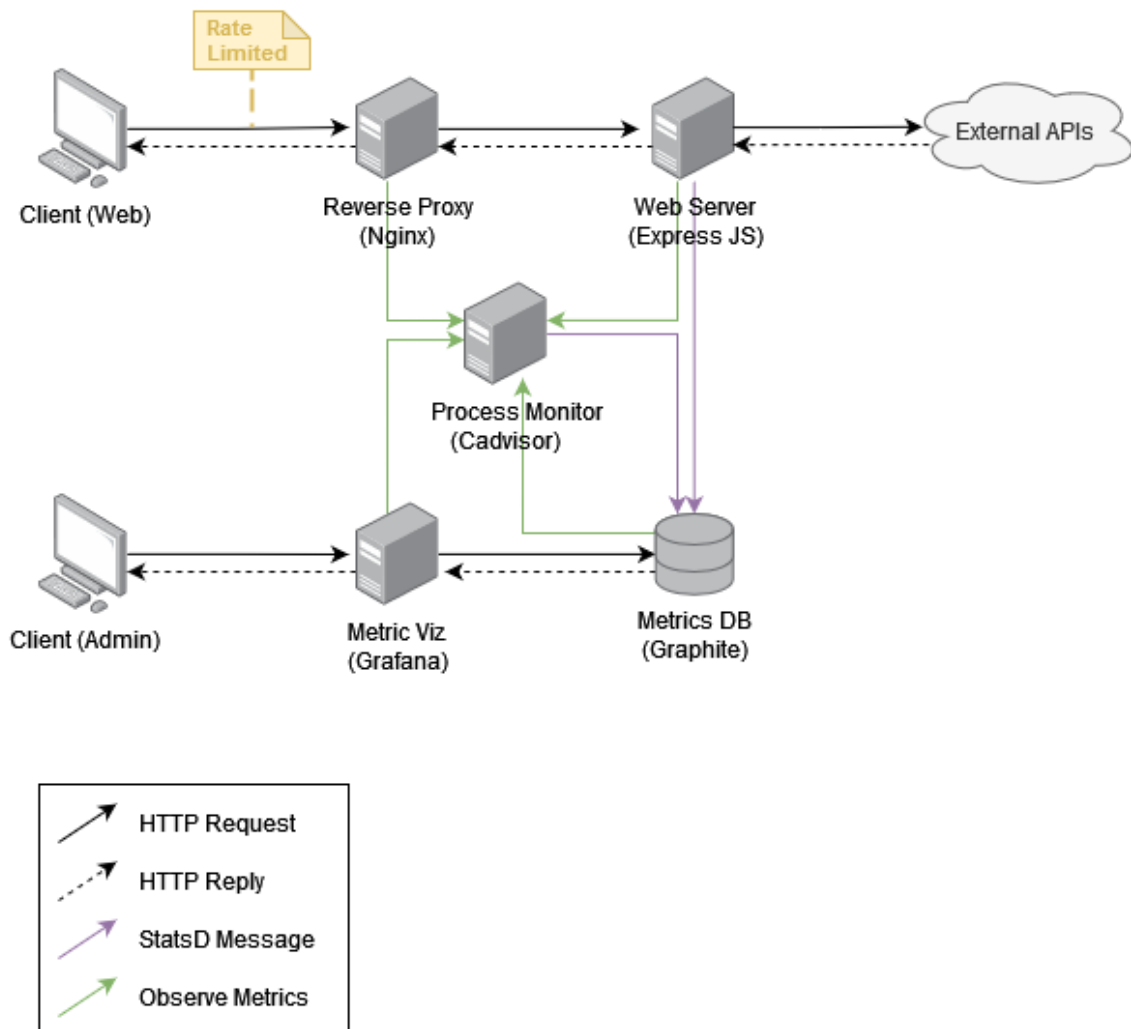 Rate
Limited
External APIs
Client (Web)
Reverse Proxy
(Nginx)
Web Server
(Express JS)
Process Monitor
(Cadvisor)
Client (Admin)
Metric Viz
(Grafana)
Metrics DB
(Graphite)
HTTP Request
HTTP Reply
StatsD Message
Observe Metrics